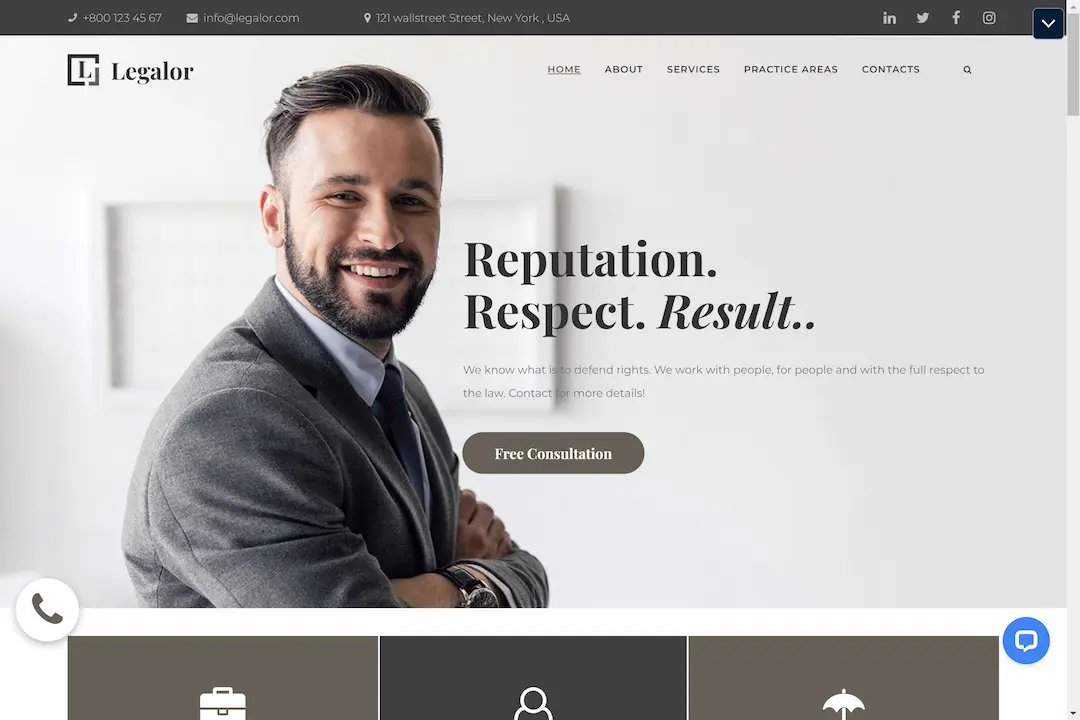 +800 123 45 67 info@legalor.com 121 wallstreet Street, New York , USA
L Legalor HOME ABOUT SERVICES PRACTICE AREAS CONTACTS
Reputation.
Respect. Result..
We know what is to defend rights. We work with people, for people and with the full respect to
the law. Contact for more details!
Free Consultation